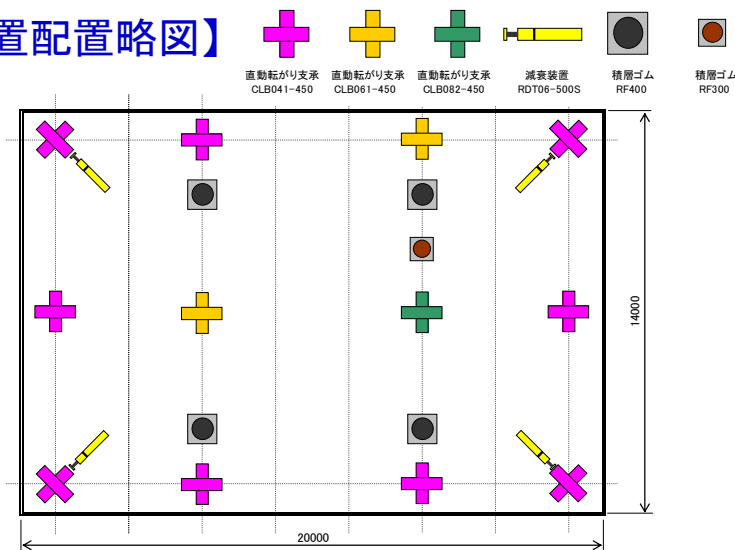 置配置略図】
直動転がり支承
CLB041-450
直動転がり支承
CLB061-450
直動転がり支承
CLB082-450
減衰装置
RDT06-500S
積層ゴム
RF400
積層ゴム
RF300
14000
20000